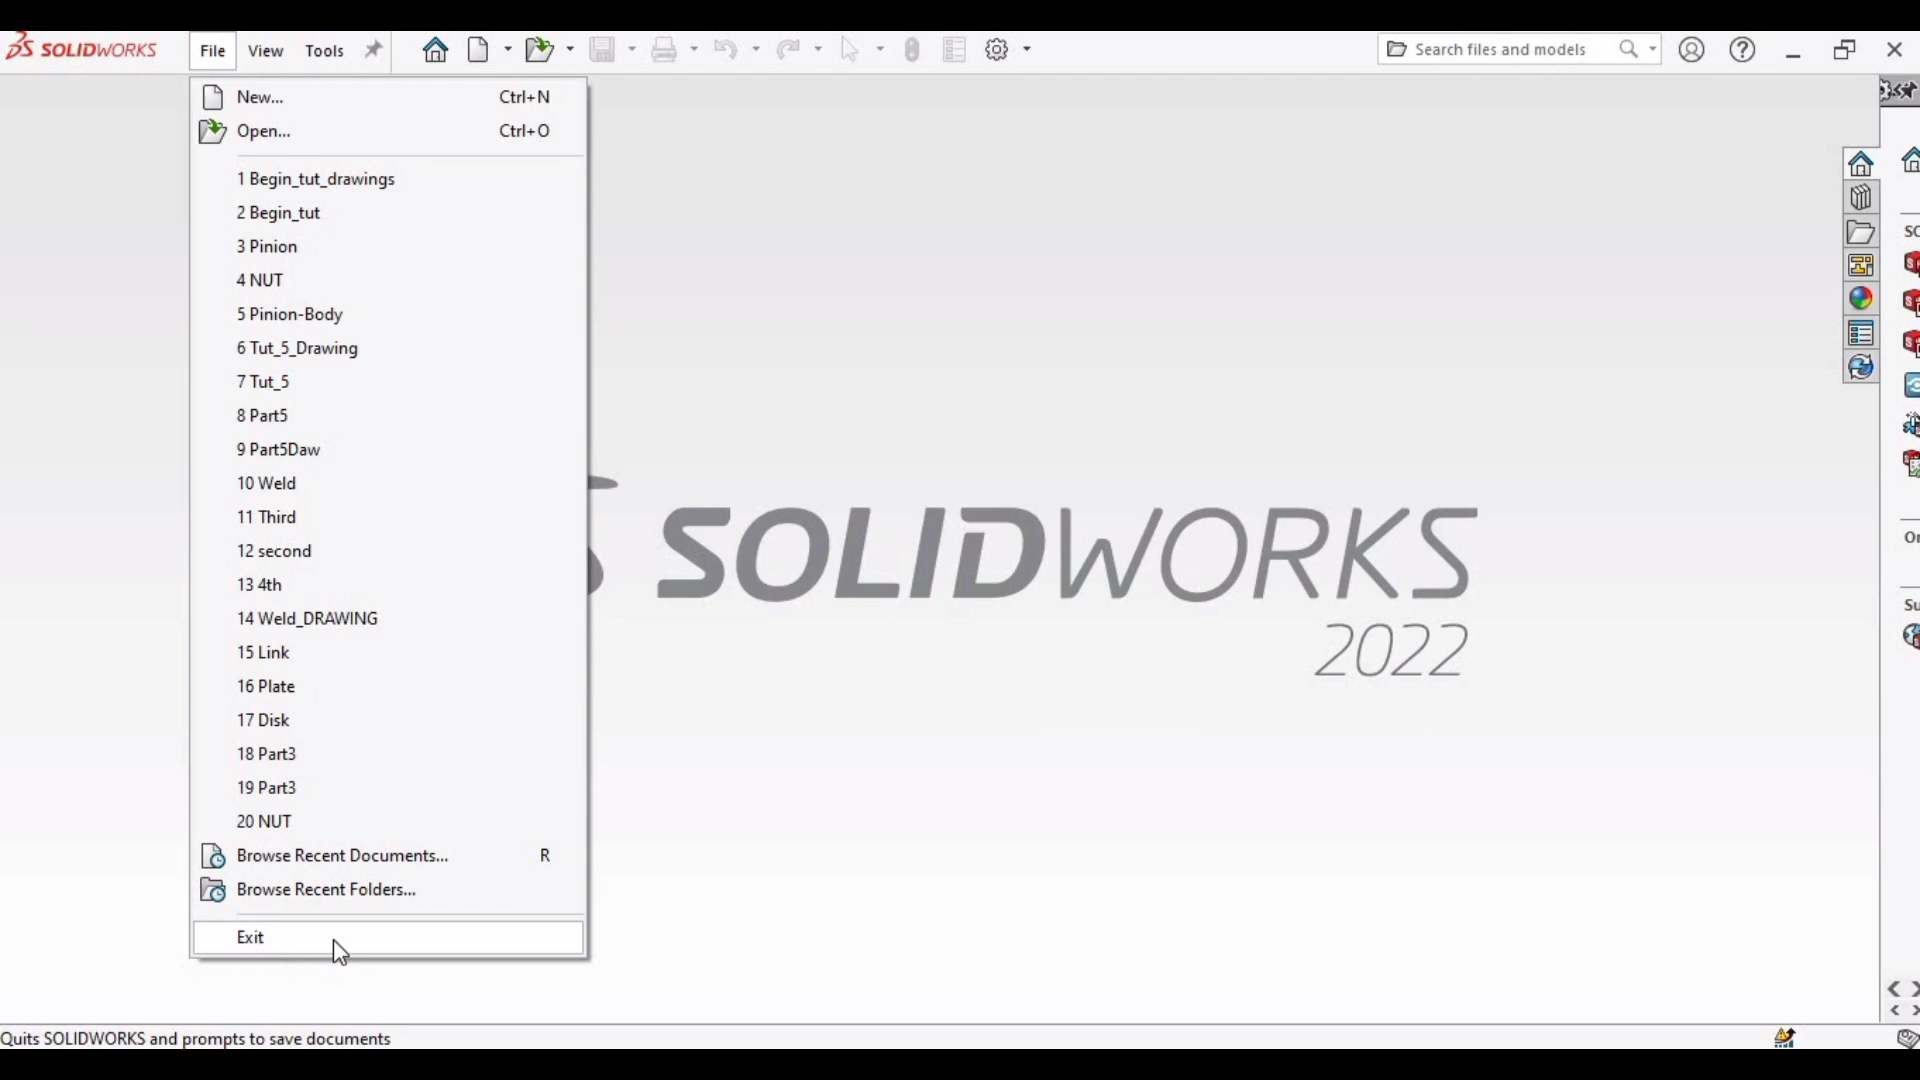 SOLIDWORKS File View Tools Search files and models
New... Ctrl+N
Open... Ctrl+O
1 Begin_tut_drawings
2 Begin_tut
3 Pinion
4 NUT
5 Pinion-Body
6 Tut_5_Drawing
7 Tut_5
8 Part5
9 Part5Daw
10 Weld
11 Third
12 second
13 4th
14 Weld_DRAWING
15 Link
16 Plate
17 Disk
18 Part3
19 Part3
20 NUT
Browse Recent Documents... R
Browse Recent Folders...
Exit
SOLIDWORKS
2022
SO
On
Su
Quits SOLIDWORKS and prompts to save documents